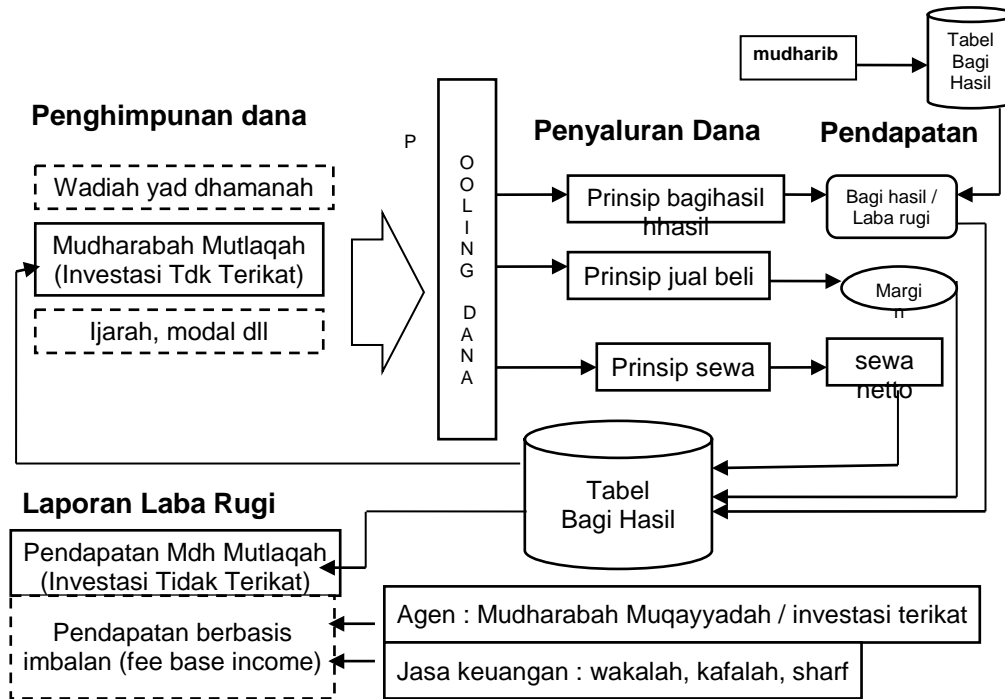 mudharib
Tabel
Bagi
Hasil
Penghimpunan dana
P
Penyaluran Dana
Pendapatan
Wadiah yad dhamanah
Mudharabah Mutlaqah
(Investasi Tdk Terikat)
Ijarah, modal dll
O
O
L
I
N
G
D
A
N
A
Prinsip bagihasil
hhasil
Bagi hasil /
Laba rugi
Prinsip jual beli
Margi
n
Prinsip sewa
sewa
netto
Tabel
Bagi Hasil
Laporan Laba Rugi
Pendapatan Mdh Mutlaqah
(Investasi Tidak Terikat)
Pendapatan berbasis
imbalan (fee base income)
Agen : Mudharabah Muqayyadah / investasi terikat
Jasa keuangan : wakalah, kafalah, sharf